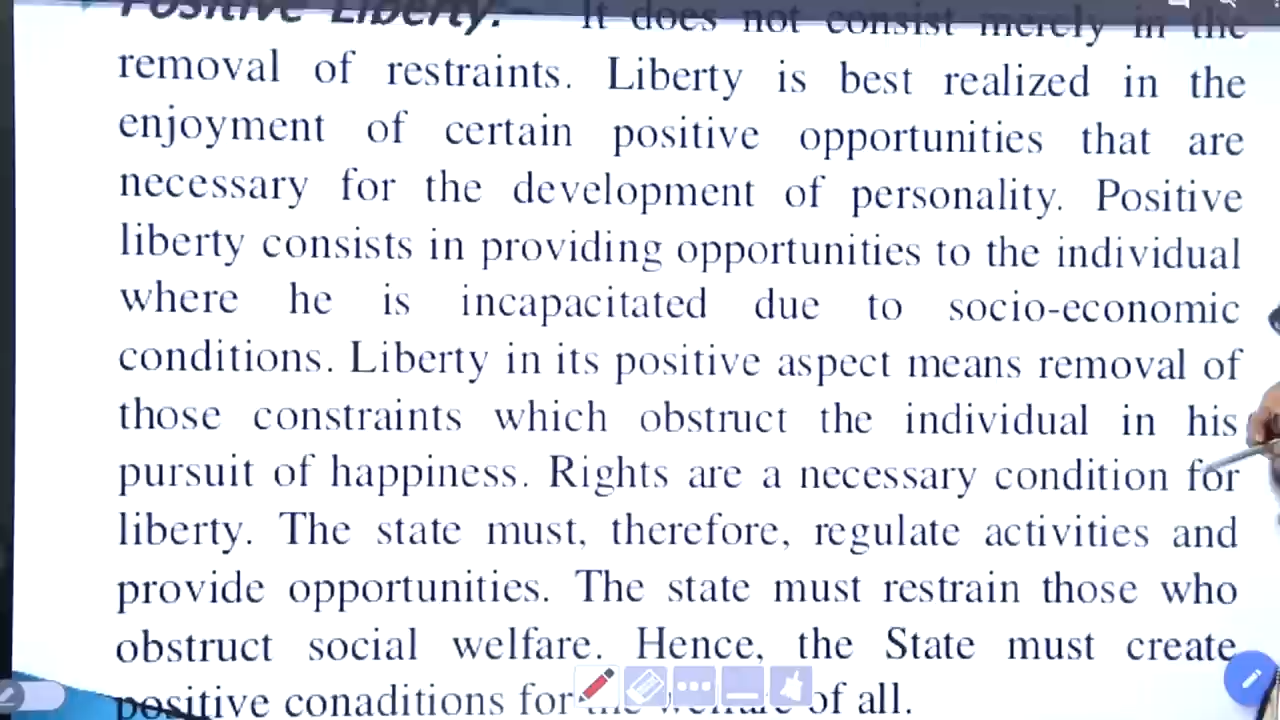 Positive Liberty:- It does not consist merely in the
removal of restraints. Liberty is best realized in the
enjoyment of certain positive opportunities that are
necessary for the development of personality. Positive
liberty consists in providing opportunities to the individual
where he is incapacitated due to socio-economic
conditions. Liberty in its positive aspect means removal of
those constraints which obstruct the individual in his
pursuit of happiness. Rights are a necessary condition for
liberty. The state must, therefore, regulate activities and
provide opportunities. The state must restrain those who
obstruct social welfare. Hence, the State must create
positive conaditions for the welfare of all.